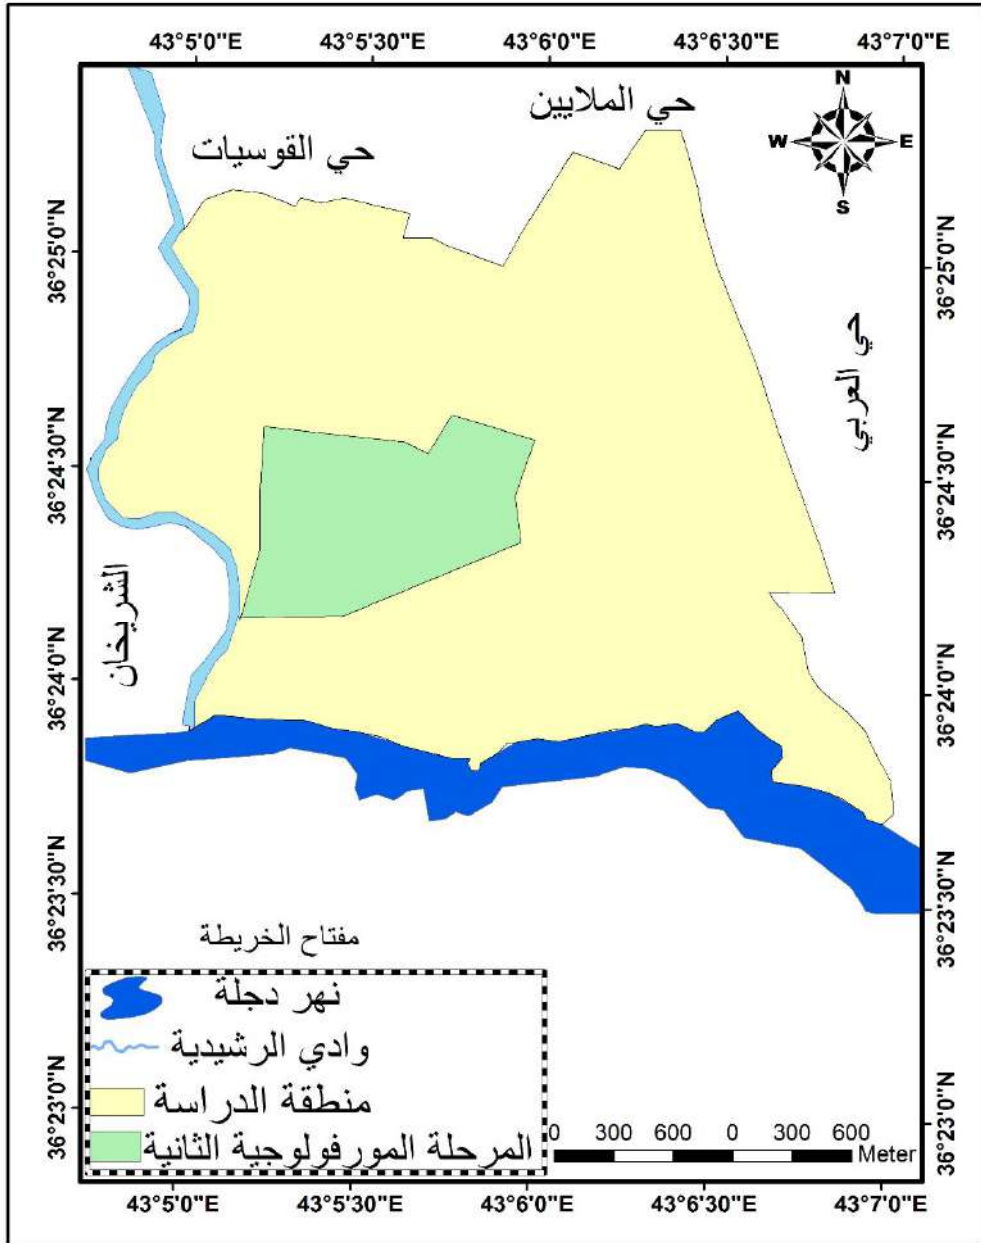 43°5'0"E 43°5'30"E 43°6'0"E 43°6'30"E 43°7'0"E
حي الملايين
حي القوسيات
N
W E
S
36°25'0"N
36°25'0"N
حي العربي
36°24'30"N
36°24'30"N
الشريخان
36°24'0"N
36°24'0"N
36°23'30"N
36°23'30"N
مفتاح الخريطة
نهر دجلة
وادي الرشيدية
منطقة الدراسة
المرحلة المورفولوجية الثانية
36°23'0"N
36°23'0"N
0 300 600 0 300 600
Meter
43°5'0"E 43°5'30"E 43°6'0"E 43°6'30"E 43°7'0"E